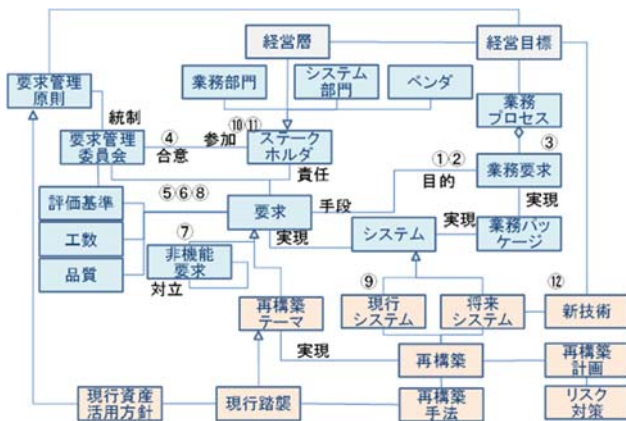 経営層
経営目標
要求管理
原則
業務部門
システム
部門
ベンダ
業務
プロセス
統制
要求管理
委員会
④
合意
参加
⑩⑪
ステーク
ホルダ
責任
①②
目的
③
業務要求
評価基準
⑤⑥⑧
要求
手段
実現
工数
⑦
非機能
要求
実現
システム
実現
業務パッ
ケージ
品質
対立
再構築
テーマ
⑨
現行
システム
将来
システム
⑫
新技術
実現
再構築
再構築
計画
現行資産
活用方針
現行踏襲
再構築
手法
リスク
対策